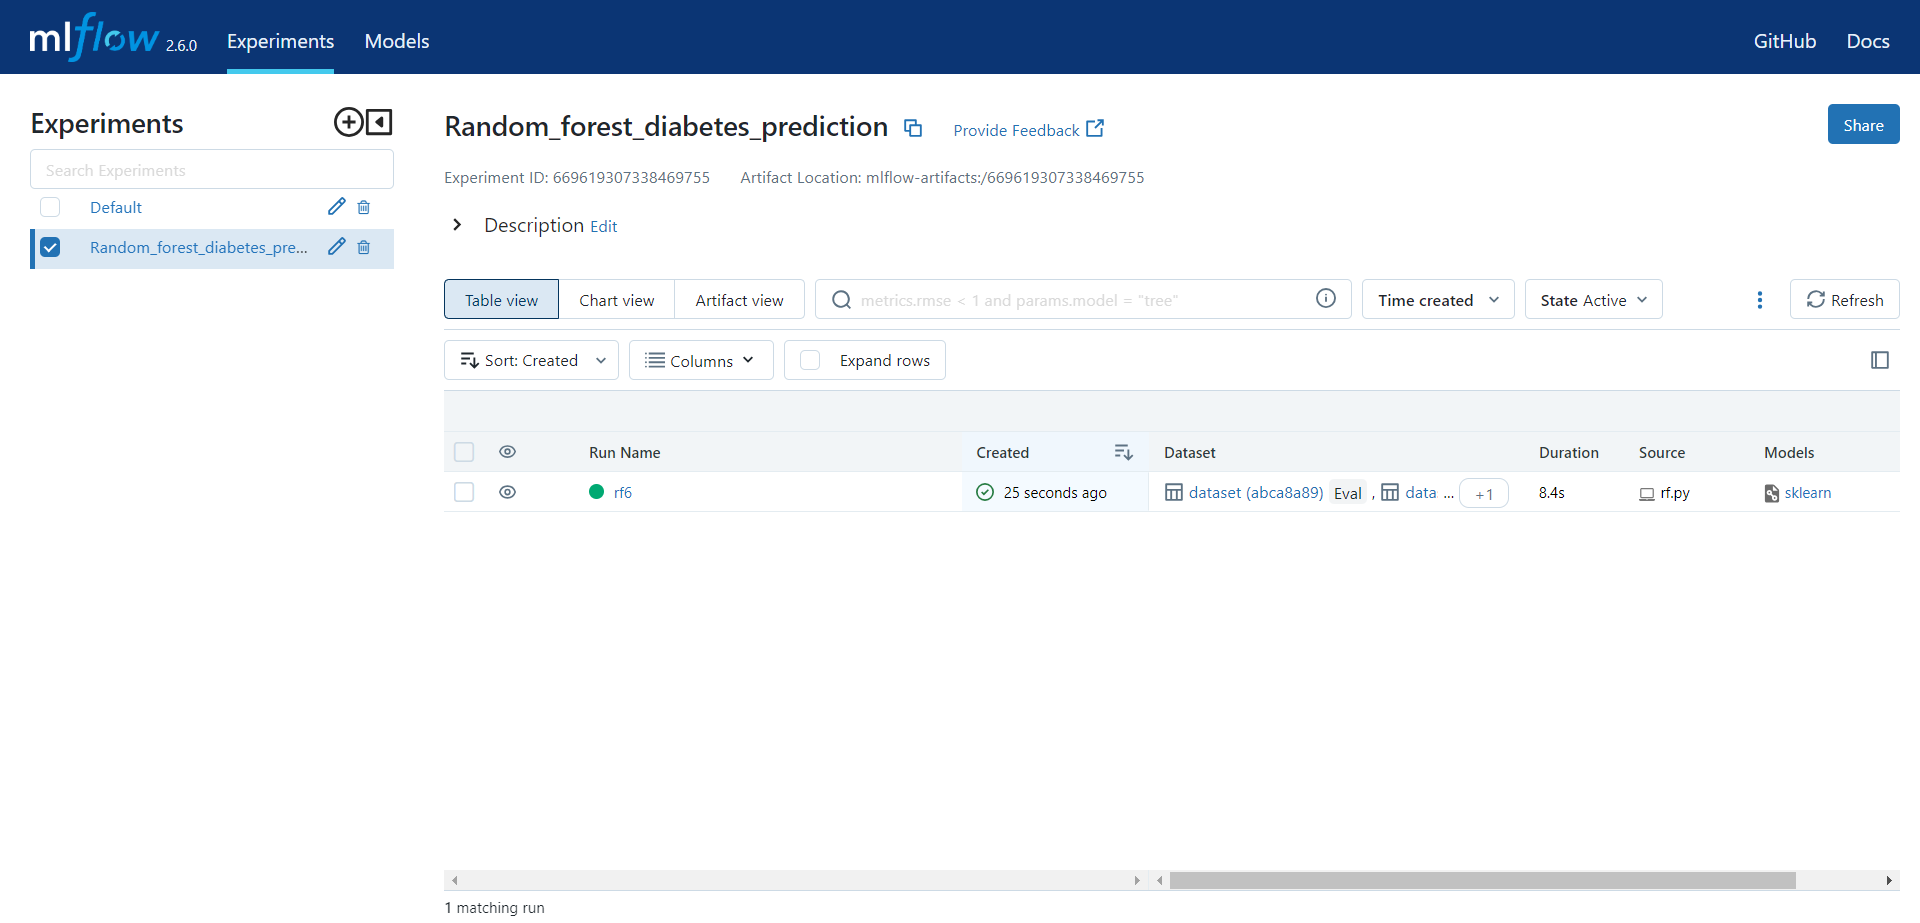 mlflow 2.6.0 Experiments Models GitHub Docs
Experiments
Search Experiments
Default
Random_forest_diabetes_pre...
Random_forest_diabetes_prediction Provide Feedback Share
Experiment ID: 669619307338469755 Artifact Location: mlflow-artifacts:/669619307338469755
Description Edit
Table view Chart view Artifact view metrics.rmse < 1 and params.model = "tree" Time created State Active Refresh
Sort: Created Columns Expand rows
Run Name Created Dataset Duration Source Models
rf6 25 seconds ago dataset (abca8a89) Eval , data ... +1 8.4s rf.py sklearn
1 matching run